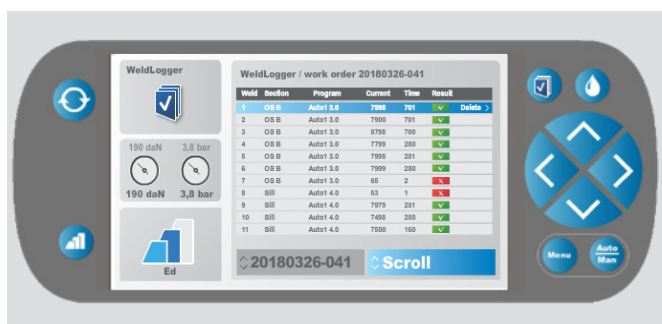 WeldLogger
190 daN 3,8 bar
190 daN 3,8 bar
Ed
WeldLogger / work order 20180326-041
Weld Section Program Current Time Result
1 OS B Auto1 3.0 7998 701 V Delete >
2 OS B Auto1 3.0 7900 701 V
3 OS B Auto1 3.0 8798 700 V
4 OS B Auto1 3.0 7799 280 V
5 OS B Auto1 3.0 7998 281 V
6 OS B Auto1 3.0 7999 280 V
7 OS B Auto1 3.0 65 2 X
8 Sill Auto1 4.0 53 1 X
9 Sill Auto1 4.0 7979 281 V
10 Sill Auto1 4.0 7498 280 V
11 Sill Auto1 4.0 7500 160 V
20180326-041 Scroll
Menu
Auto
Man